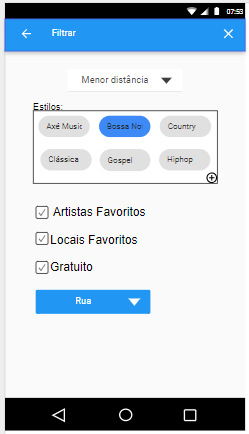 07:53
Filtrar
Menor distância
Estilos:
Axé Music Bossa No Country
Clássica Gospel Hiphop
Artistas Favoritos
Locais Favoritos
Gratuito
Rua